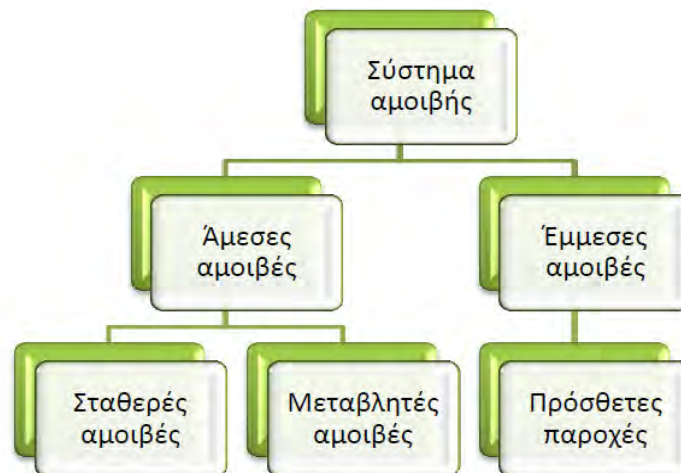 Σύστημα
αμοιβής
Άμεσες
αμοιβές
Έμμεσες
αμοιβές
Σταθερές
αμοιβές
Μεταβλητές
αμοιβές
Πρόσθετες
παροχές